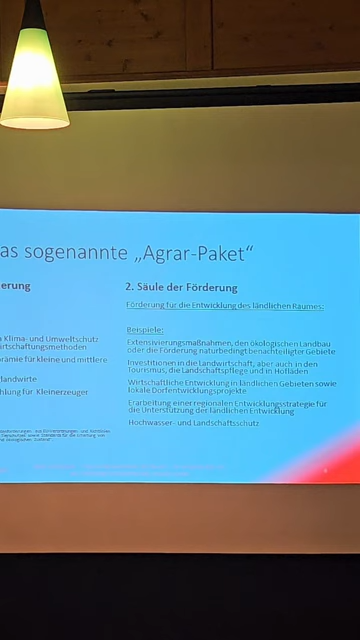 as sogenannte „Agrar-Paket“
erung
Klima- und Umweltschutz
irtschaftungsmethoden
rämie für kleine und mittlere
landwirte
hlung für Kleinerzeuger
2. Säule der Förderung
Förderung für die Entwicklung des ländlichen Raumes:
Beispiele:
Extensivierungsmaßnahmen, den ökologischen Landbau
oder die Förderung naturbedingt benachteiligter Gebiete
Investitionen in die Landwirtschaft, aber auch in den
Tourismus, die Landschaftspflege und in Hofläden
Wirtschaftliche Entwicklung in ländlichen Gebieten sowie
lokale Dorfentwicklungsprojekte
Erarbeitung einer regionalen Entwicklungsstrategie für
die Unterstützung der ländlichen Entwicklung
Hochwasser- und Landschaftsschutz